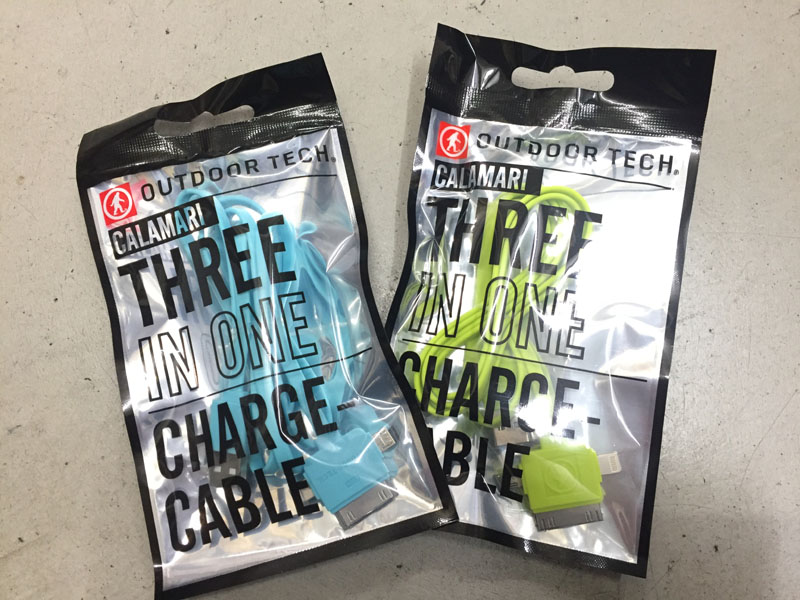 OUTDOOR TECH®
CALAMARI
THREE
IN ONE
CHARGE-
CABLE
OUTDOOR TECH®
CALAMARI
THREE
IN ONE
CHARGE-
CABLE